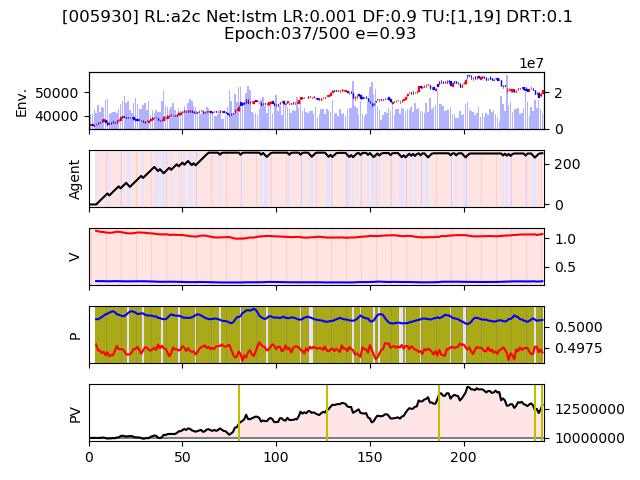 [005930] RL:a2c Net:lstm LR:0.001 DF:0.9 TU:[1,19] DRT:0.1
Epoch:037/500 e=0.93
1e7
Env.
50000
40000
2
0
Agent
200
0
V
1.0
0.5
P
0.5000
0.4975
PV
12500000
10000000
0 50 100 150 200